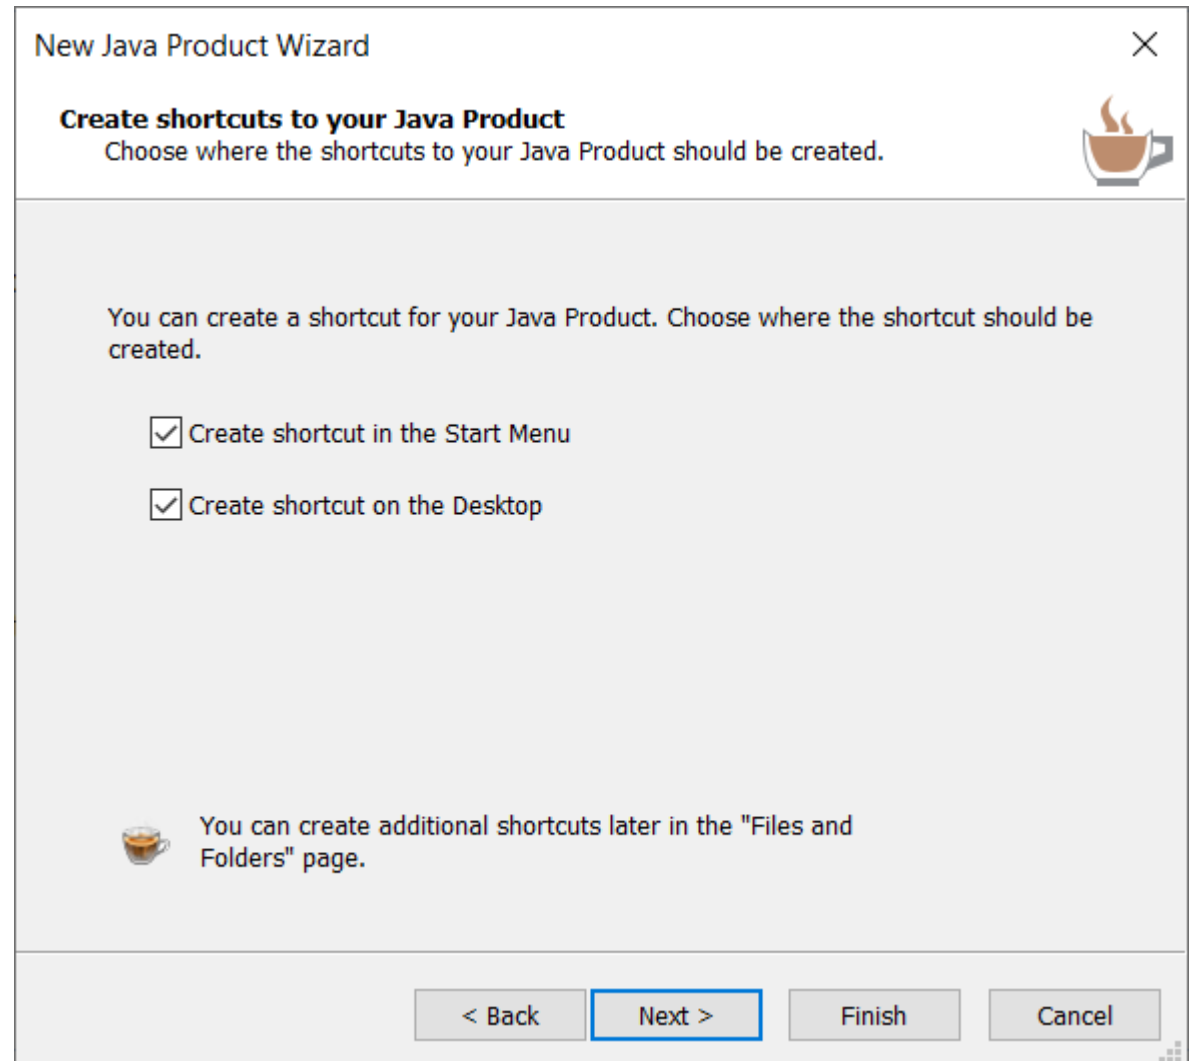 New Java Product Wizard
Create shortcuts to your Java Product
Choose where the shortcuts to your Java Product should be created.
You can create a shortcut for your Java Product. Choose where the shortcut should be
created.
Create shortcut in the Start Menu
Create shortcut on the Desktop
You can create additional shortcuts later in the "Files and
Folders" page.
< Back
Next >
Finish
Cancel